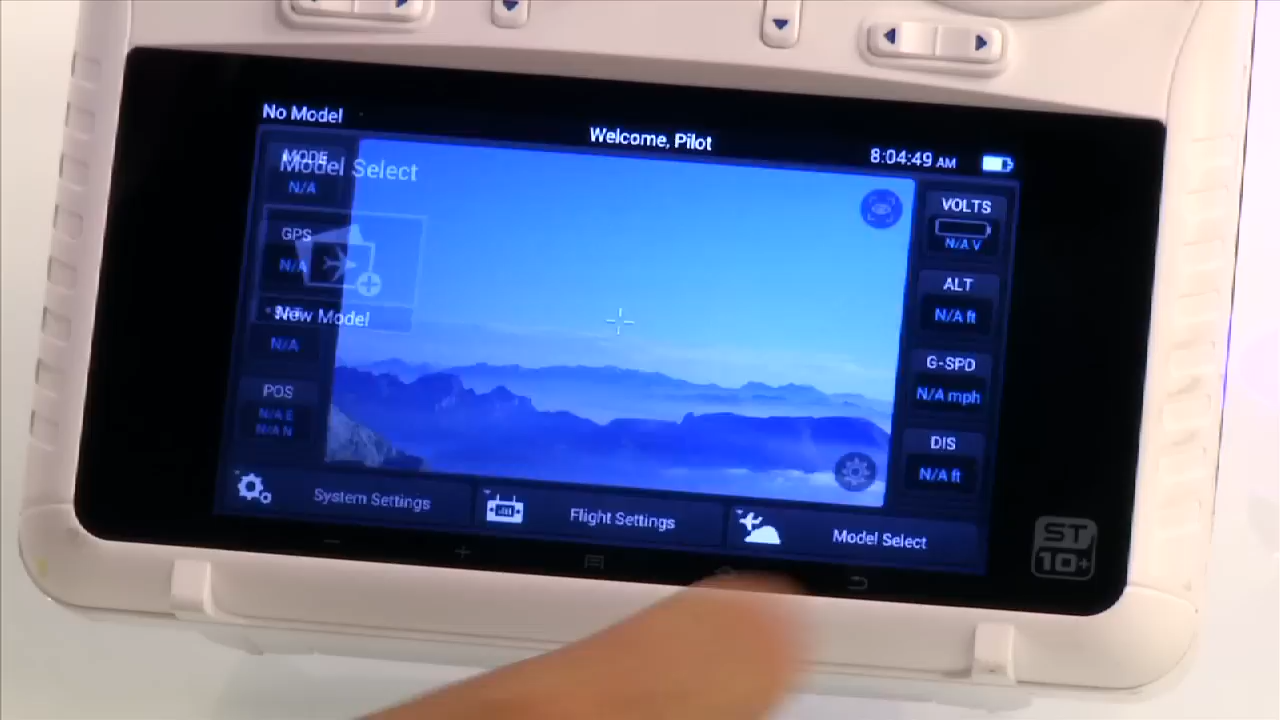 No Model
Welcome, Pilot
8:04:49 AM
MODE
Model Select
N/A
GPS
N/A
New Model
N/A
POS
N/A E
N/A N
VOLTS
N/A V
ALT
N/A ft
G-SPD
N/A mph
DIS
N/A ft
System Settings
Flight Settings
Model Select
ST
10+